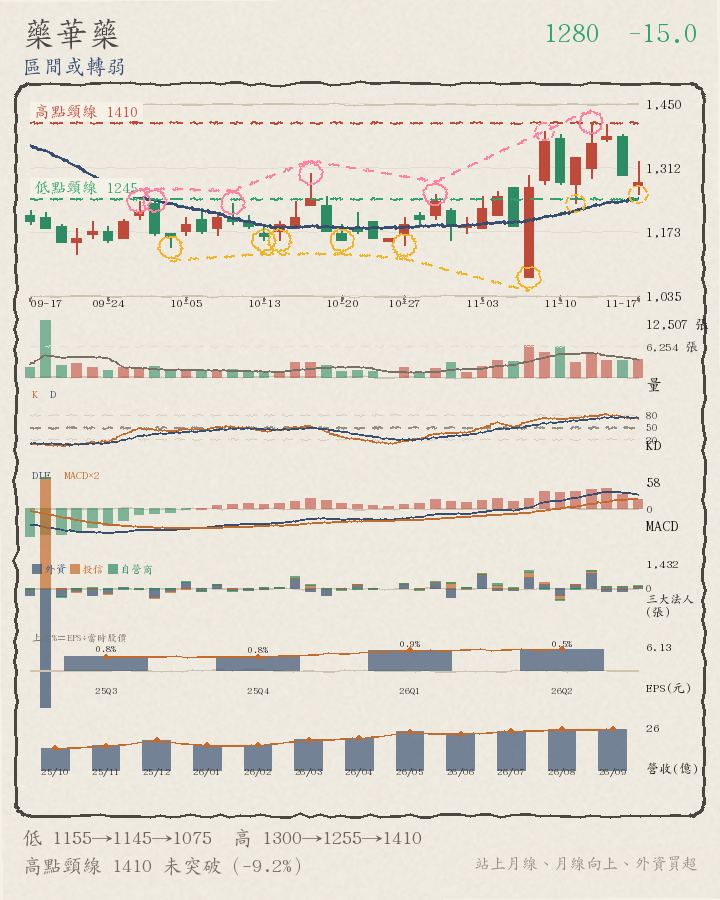 藥華藥
1280 -15.0
區間或轉弱
高點頸線 1410
低點頸線 1245
1,450
1,312
1,173
1,035
09-17 09-24 10-05 10-13 10-20 10-27 11-03 11-10 11-17
12,507 張
6,254 張
量
K D
80
50
20
KD
DIF MACD×2
58
0
MACD
外資 投信 自營商
1,432
0
三大法人
(張)
%=EPS÷當時股價
0.8% 0.8% 0.9% 0.5%
6.13
25Q3 25Q4 26Q1 26Q2
EPS(元)
26
25/10 25/11 25/12 26/01 26/02 26/03 26/04 26/05 26/06 26/07 26/08 26/09
營收(億)
低 1155→1145→1075 高 1300→1255→1410
高點頸線 1410 未突破 (-9.2%)
站上月線、月線向上、外資買超